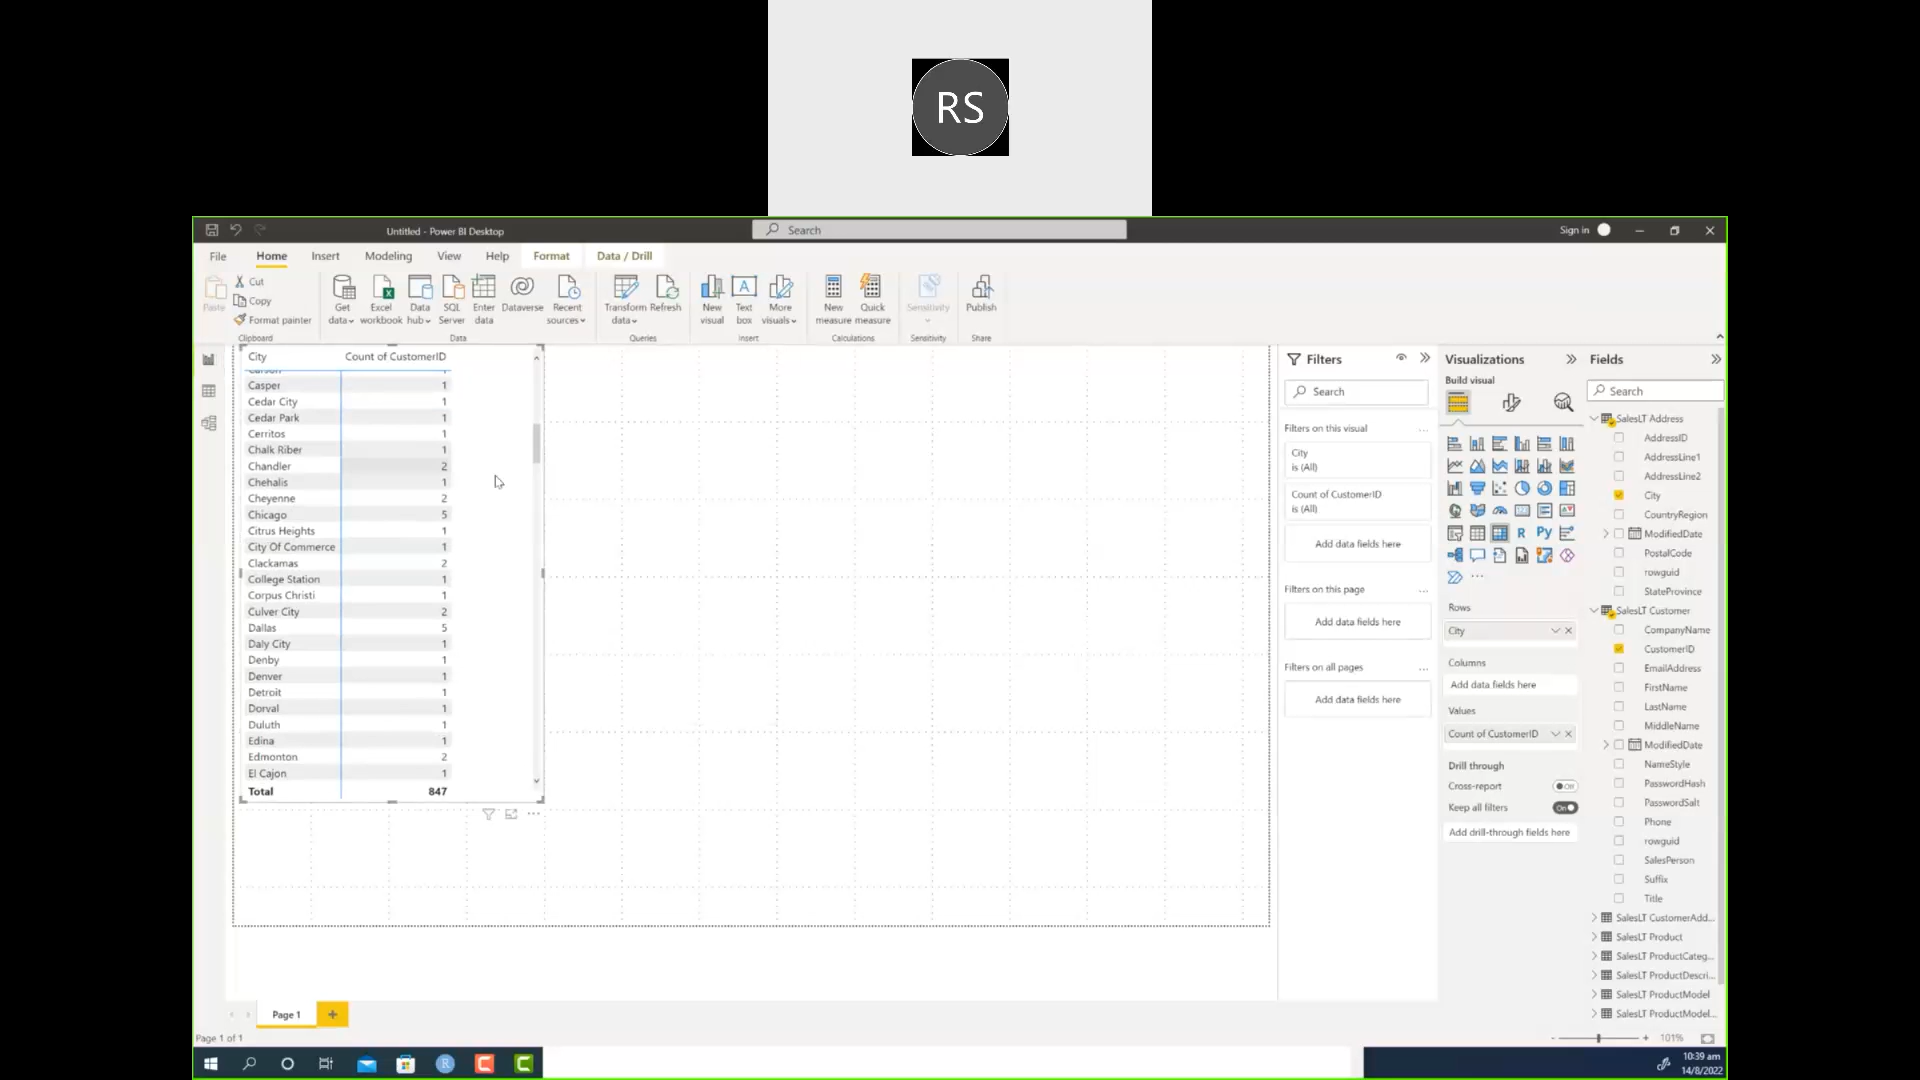 RS
Untitled - Power BI Desktop
Search
Sign in
File Home Insert Modeling View Help Format Data / Drill
Paste
Cut
Copy
Format painter
Clipboard
Get data
Excel workbook
Data hub
SQL Server
Enter data
Dataverse
Recent sources
Data
Transform data
Refresh
Queries
New visual
Text box
More visuals
Insert
New measure
Quick measure
Calculations
Sensitivity
Sensitivity
Publish
Share
City Count of CustomerID
Carson 1
Casper 1
Cedar City 1
Cedar Park 1
Cerritos 1
Chalk Riber 1
Chandler 2
Chehalis 1
Cheyenne 2
Chicago 5
Citrus Heights 1
City Of Commerce 1
Clackamas 2
College Station 1
Corpus Christi 1
Culver City 2
Dallas 5
Daly City 1
Denby 1
Denver 1
Detroit 1
Dorval 1
Duluth 1
Edina 1
Edmonton 2
El Cajon 1
Total 847
Filters
Search
Filters on this visual ...
City
is (All)
Count of CustomerID
is (All)
Add data fields here
Filters on this page ...
Add data fields here
Filters on all pages ...
Add data fields here
Visualizations
Build visual
R Py
...
Rows
City
Columns
Add data fields here
Values
Count of CustomerID
Drill through
Cross-report Off
Keep all filters On
Add drill-through fields here
Fields
Search
SalesLT Address
AddressID
AddressLine1
AddressLine2
City
CountryRegion
ModifiedDate
PostalCode
rowguid
StateProvince
SalesLT Customer
CompanyName
CustomerID
EmailAddress
FirstName
LastName
MiddleName
ModifiedDate
NameStyle
PasswordHash
PasswordSalt
Phone
rowguid
SalesPerson
Suffix
Title
SalesLT CustomerAdd...
SalesLT Product
SalesLT ProductCateg...
SalesLT ProductDescri...
SalesLT ProductModel
SalesLT ProductModel...
Page 1
Page 1 of 1
- + 101%
10:39 am
14/8/2022